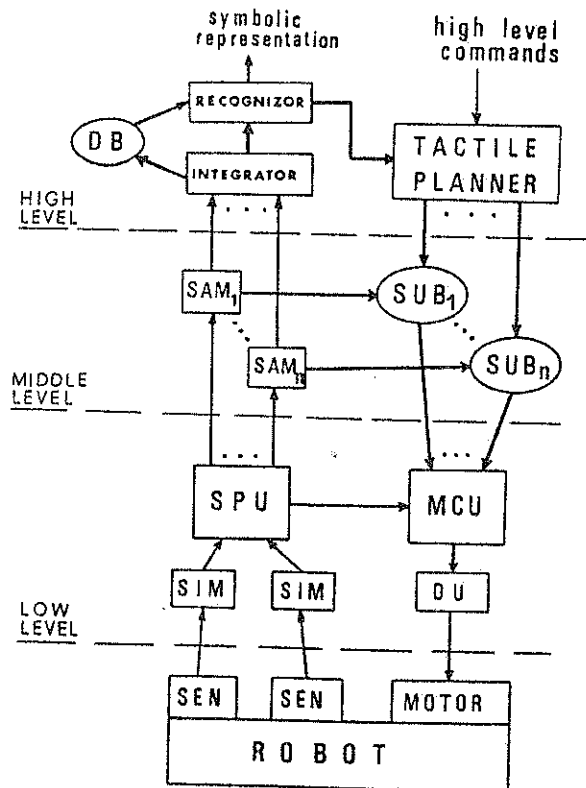 symbolic
representation
high level
commands
RECOGNIZOR
DB
TACTILE
PLANNER
INTEGRATOR
. . .
. . .
HIGH
LEVEL
SAM₁
SUB₁
SAMₙ
SUBₙ
MIDDLE
LEVEL
. . .
. . .
SPU
MCU
SIM
SIM
DU
LOW
LEVEL
SEN
SEN
MOTOR
ROBOT